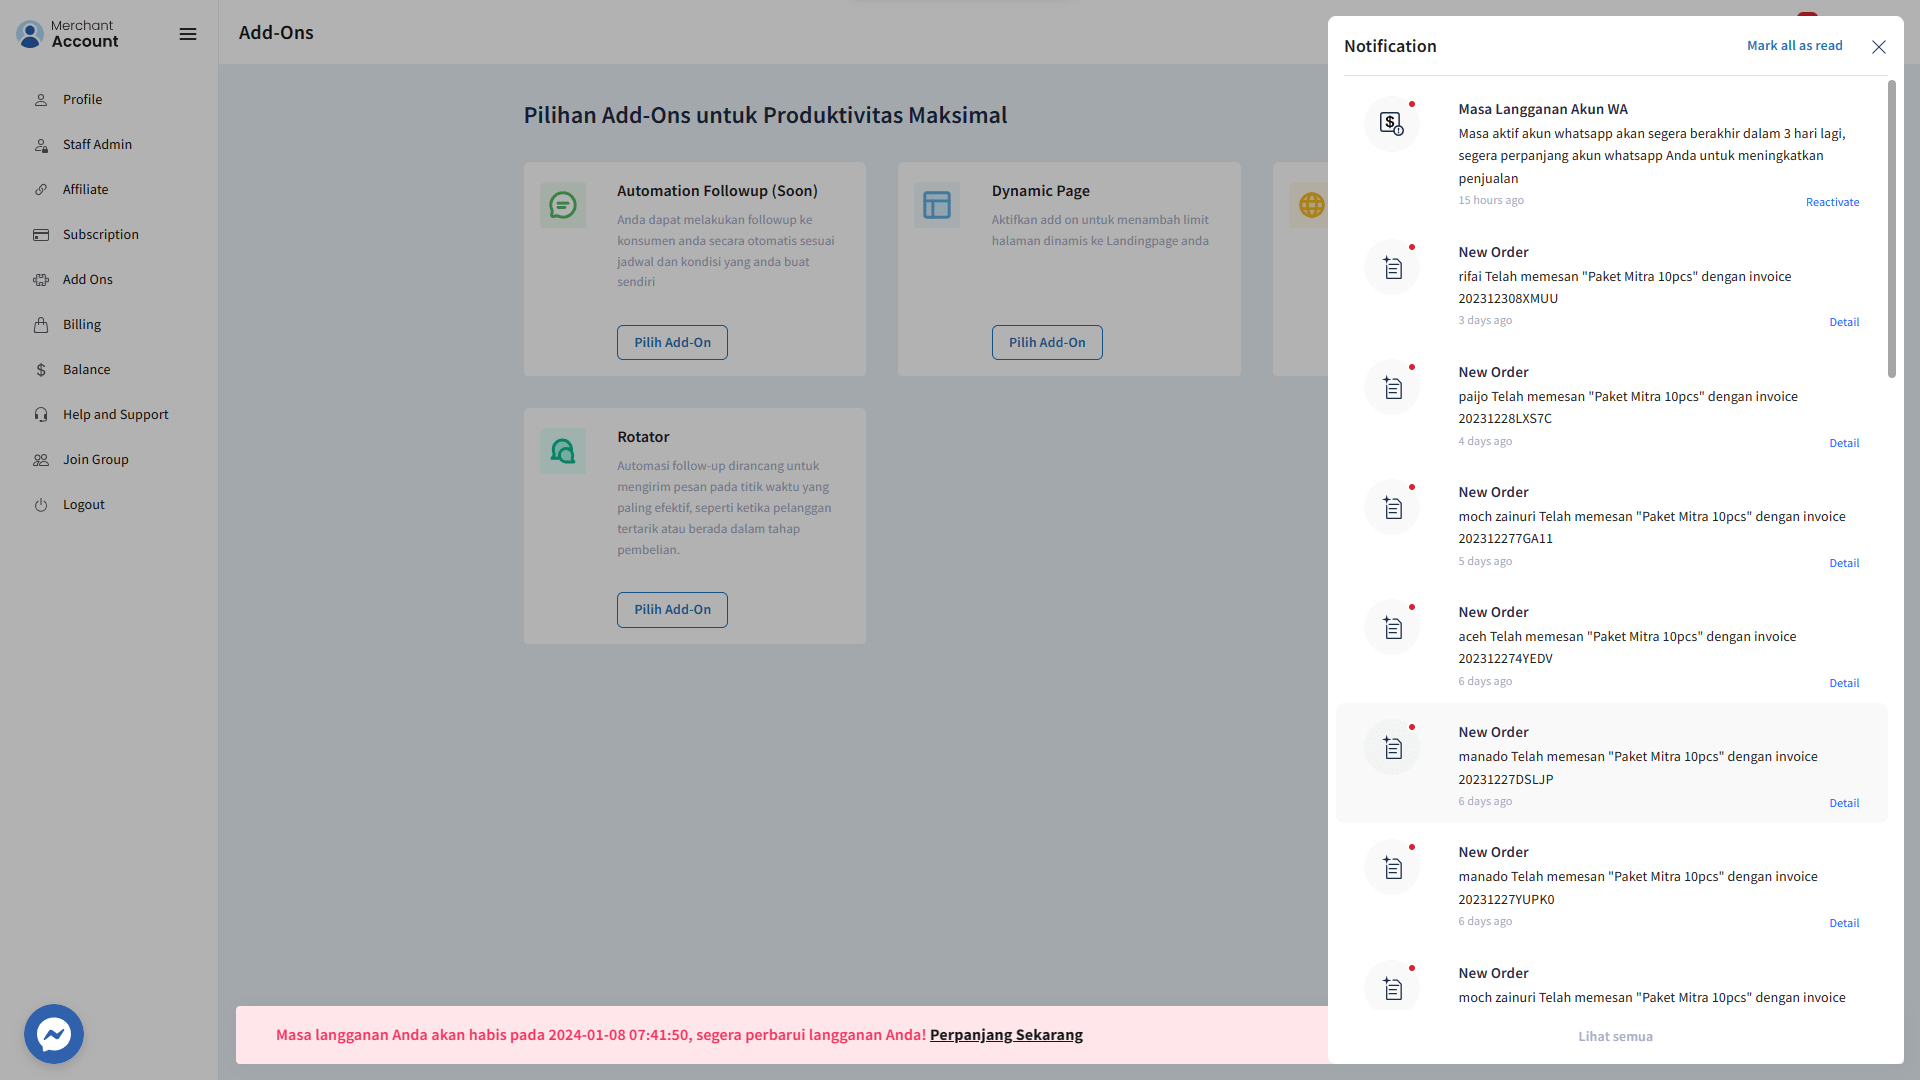 Merchant
Account
Profile
Staff Admin
Affiliate
Subscription
Add Ons
Billing
Balance
Help and Support
Join Group
Logout
Add-Ons
Pilihan Add-Ons untuk Produktivitas Maksimal
Automation Followup (Soon)
Anda dapat melakukan followup ke
konsumen anda secara otomatis sesuai
jadwal dan kondisi yang anda buat
sendiri
Pilih Add-On
Dynamic Page
Aktifkan add on untuk menambah limit
halaman dinamis ke Landingpage anda
Pilih Add-On
Rotator
Automasi follow-up dirancang untuk
mengirim pesan pada titik waktu yang
paling efektif, seperti ketika pelanggan
tertarik atau berada dalam tahap
pembelian.
Pilih Add-On
Masa langganan Anda akan habis pada 2024-01-08 07:41:50, segera perbarui langganan Anda! Perpanjang Sekarang
Notification
Mark all as read
Masa Langganan Akun WA
Masa aktif akun whatsapp akan segera berakhir dalam 3 hari lagi,
segera perpanjang akun whatsapp Anda untuk meningkatkan
penjualan
15 hours ago
Reactivate
New Order
rifai Telah memesan "Paket Mitra 10pcs" dengan invoice
202312308XMUU
3 days ago
Detail
New Order
paijo Telah memesan "Paket Mitra 10pcs" dengan invoice
20231228LXS7C
4 days ago
Detail
New Order
moch zainuri Telah memesan "Paket Mitra 10pcs" dengan invoice
202312277GA11
5 days ago
Detail
New Order
aceh Telah memesan "Paket Mitra 10pcs" dengan invoice
202312274YEDV
6 days ago
Detail
New Order
manado Telah memesan "Paket Mitra 10pcs" dengan invoice
20231227DSLJP
6 days ago
Detail
New Order
manado Telah memesan "Paket Mitra 10pcs" dengan invoice
20231227YUPK0
6 days ago
Detail
New Order
moch zainuri Telah memesan "Paket Mitra 10pcs" dengan invoice
Lihat semua